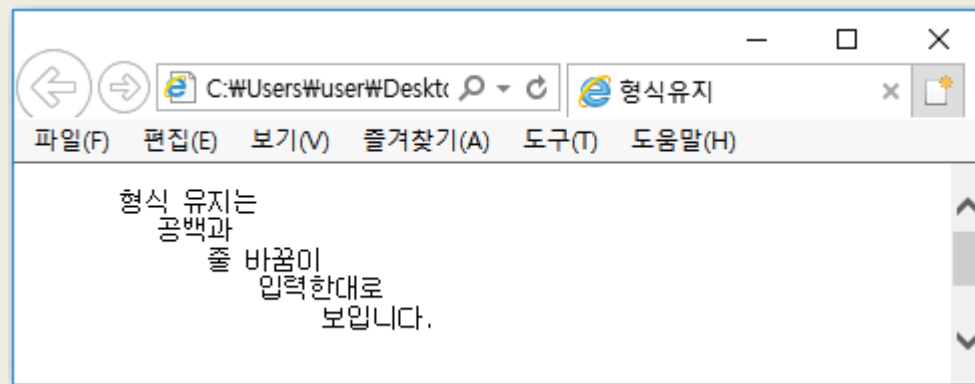 C:₩Users₩user₩Deskt
형식유지
파일(F) 편집(E) 보기(V) 즐겨찾기(A) 도구(T) 도움말(H)
형식 유지는
공백과
줄 바꿈이
입력한대로
보입니다.